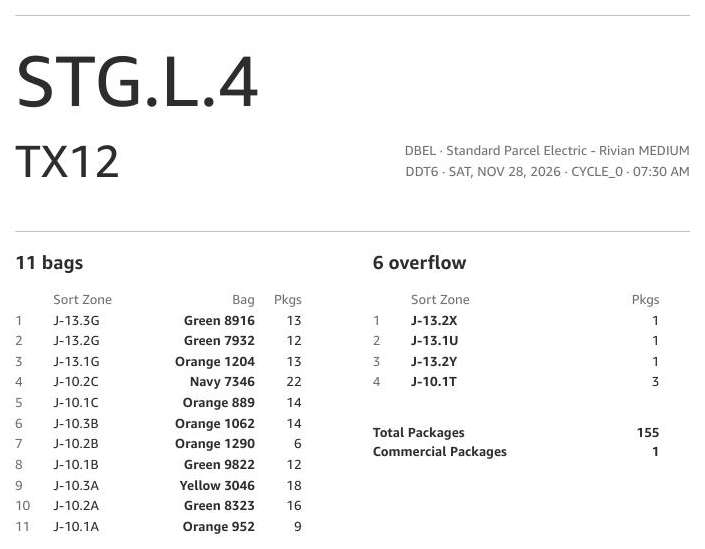 STG.L.4
TX12
DBEL · Standard Parcel Electric - Rivian MEDIUM
DDT6 · SAT, NOV 28, 2026 · CYCLE_0 · 07:30 AM
11 bags
Sort Zone Bag Pkgs
1 J-13.3G Green 8916 13
2 J-13.2G Green 7932 12
3 J-13.1G Orange 1204 13
4 J-10.2C Navy 7346 22
5 J-10.1C Orange 889 14
6 J-10.3B Orange 1062 14
7 J-10.2B Orange 1290 6
8 J-10.1B Green 9822 12
9 J-10.3A Yellow 3046 18
10 J-10.2A Green 8323 16
11 J-10.1A Orange 952 9
6 overflow
Sort Zone Pkgs
1 J-13.2X 1
2 J-13.1U 1
3 J-13.2Y 1
4 J-10.1T 3
Total Packages 155
Commercial Packages 1